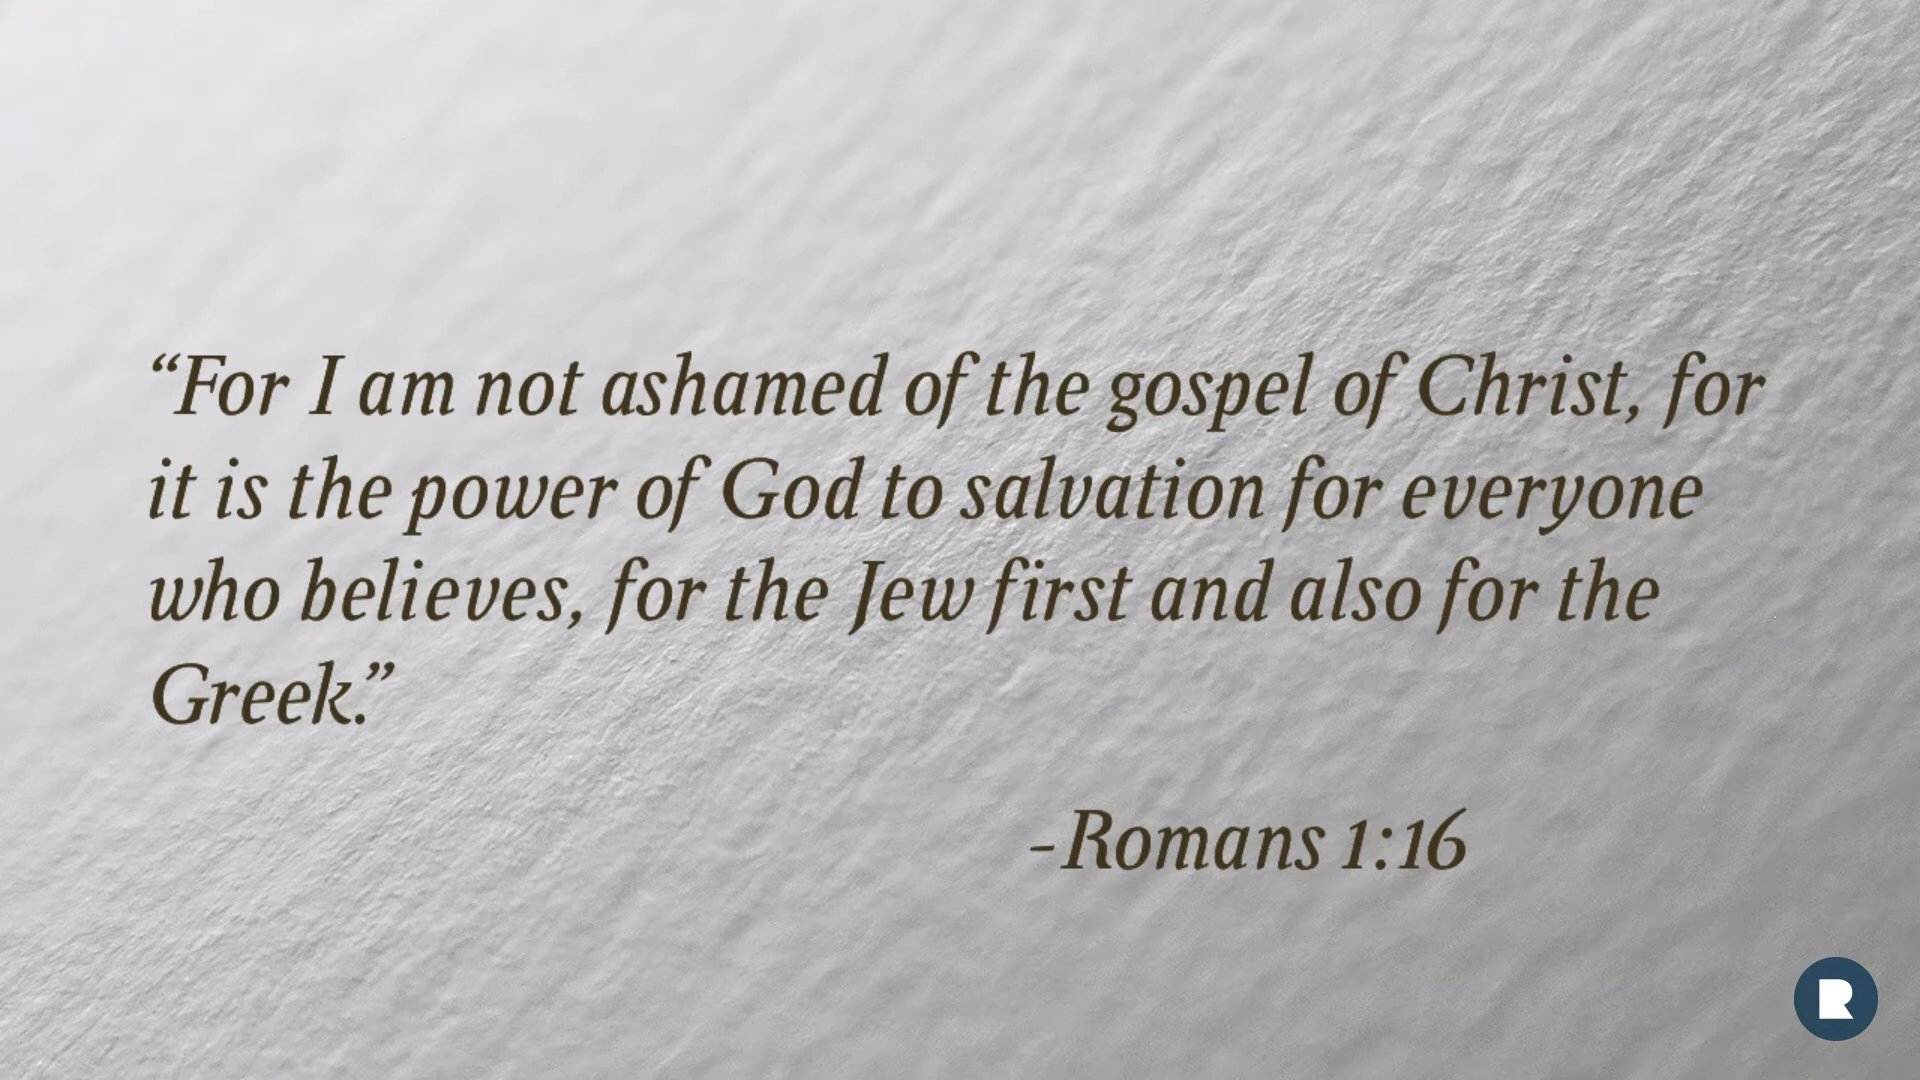 “For I am not ashamed of the gospel of Christ, for
it is the power of God to salvation for everyone
who believes, for the Jew first and also for the
Greek.”
-Romans 1:16
R